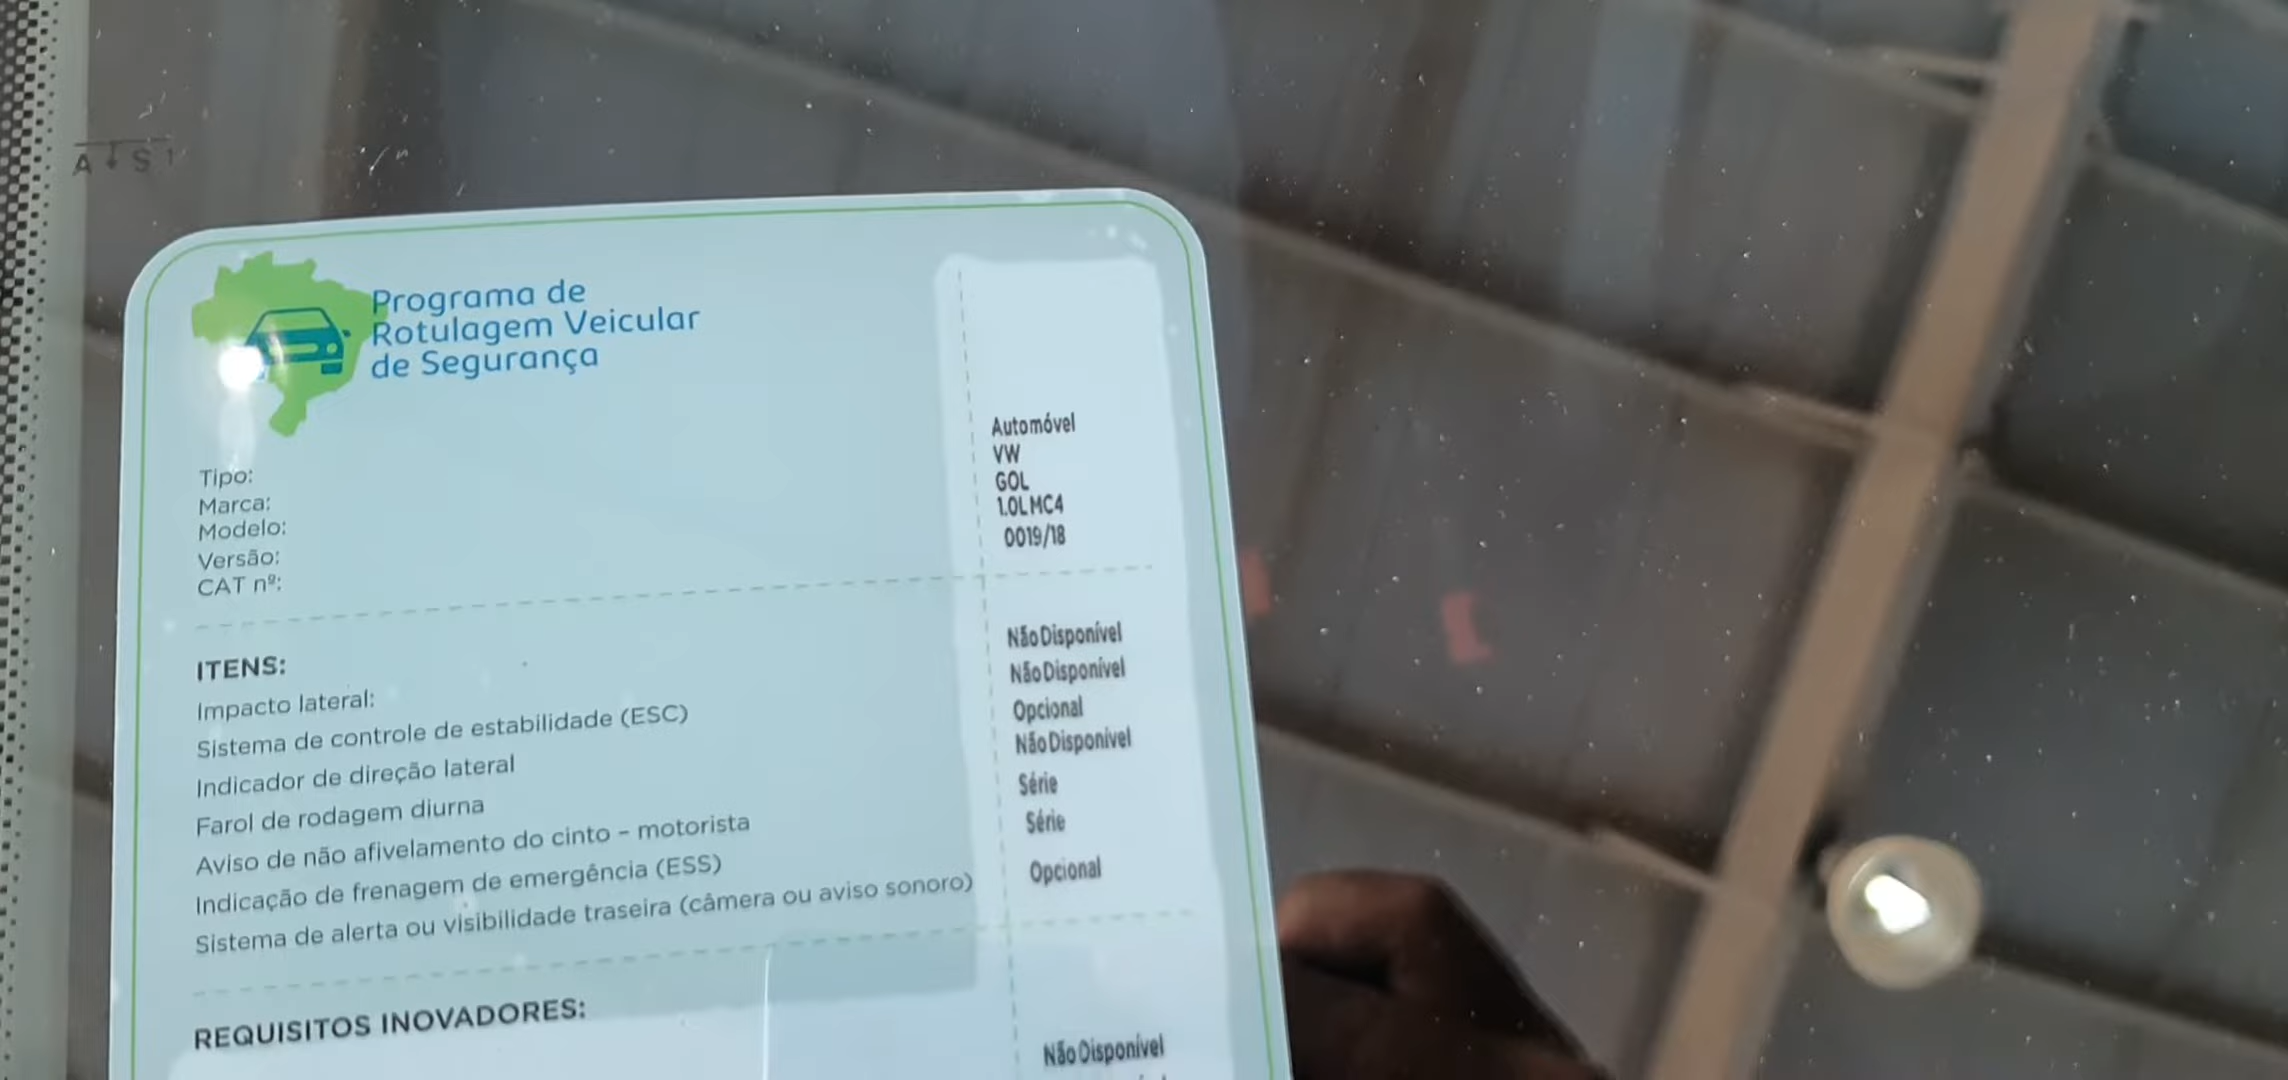 A↓S1
Programa de
Rotulagem Veicular
de Segurança
Tipo: Automóvel
Marca: VW
Modelo: GOL
Versão: 1.0L MC4
CAT nº: 0019/18
ITENS:
Impacto lateral: Não Disponível
Sistema de controle de estabilidade (ESC) Não Disponível
Indicador de direção lateral Opcional
Farol de rodagem diurna Não Disponível
Aviso de não afivelamento do cinto – motorista Série
Indicação de frenagem de emergência (ESS) Série
Sistema de alerta ou visibilidade traseira (câmera ou aviso sonoro) Opcional
REQUISITOS INOVADORES:
Não Disponível